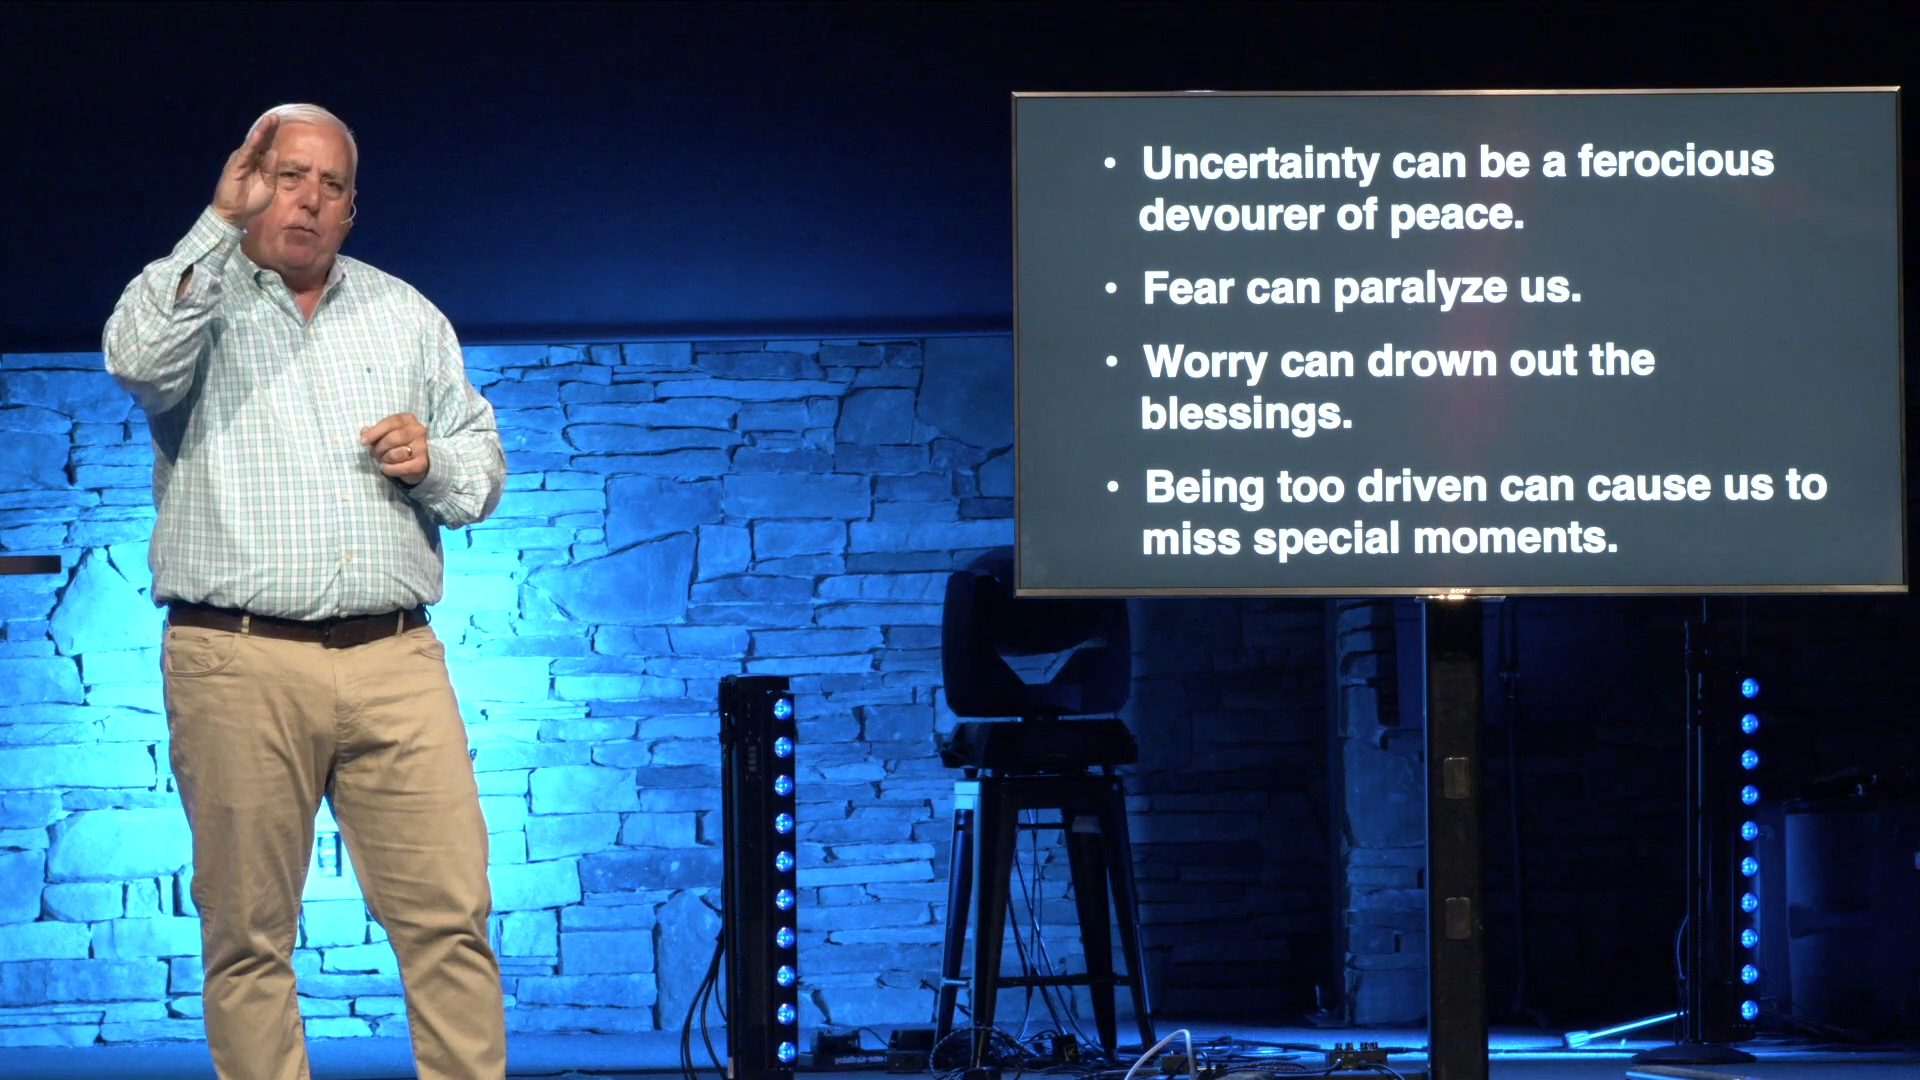 • Uncertainty can be a ferocious
devourer of peace.
• Fear can paralyze us.
• Worry can drown out the
blessings.
• Being too driven can cause us to
miss special moments.
SONY